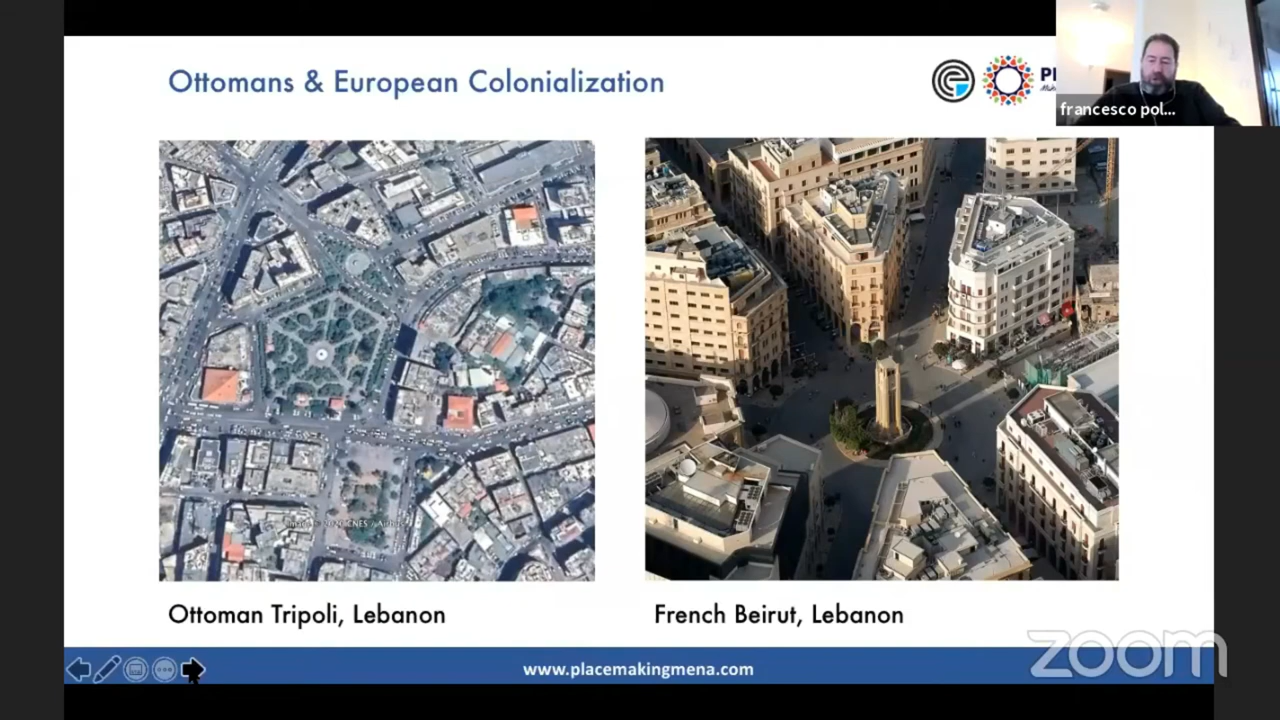 Ottomans & European Colonialization
francesco pol...
Ottoman Tripoli, Lebanon
French Beirut, Lebanon
www.placemakingmena.com
zoom